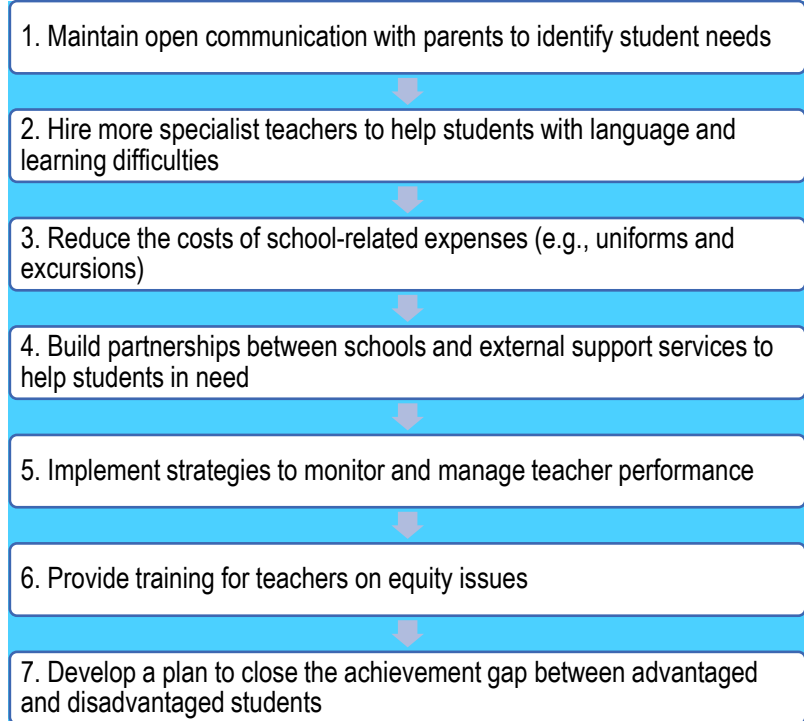 1. Maintain open communication with parents to identify student needs
2. Hire more specialist teachers to help students with language and
learning difficulties
3. Reduce the costs of school-related expenses (e.g., uniforms and
excursions)
4. Build partnerships between schools and external support services to
help students in need
5. Implement strategies to monitor and manage teacher performance
6. Provide training for teachers on equity issues
7. Develop a plan to close the achievement gap between advantaged
and disadvantaged students